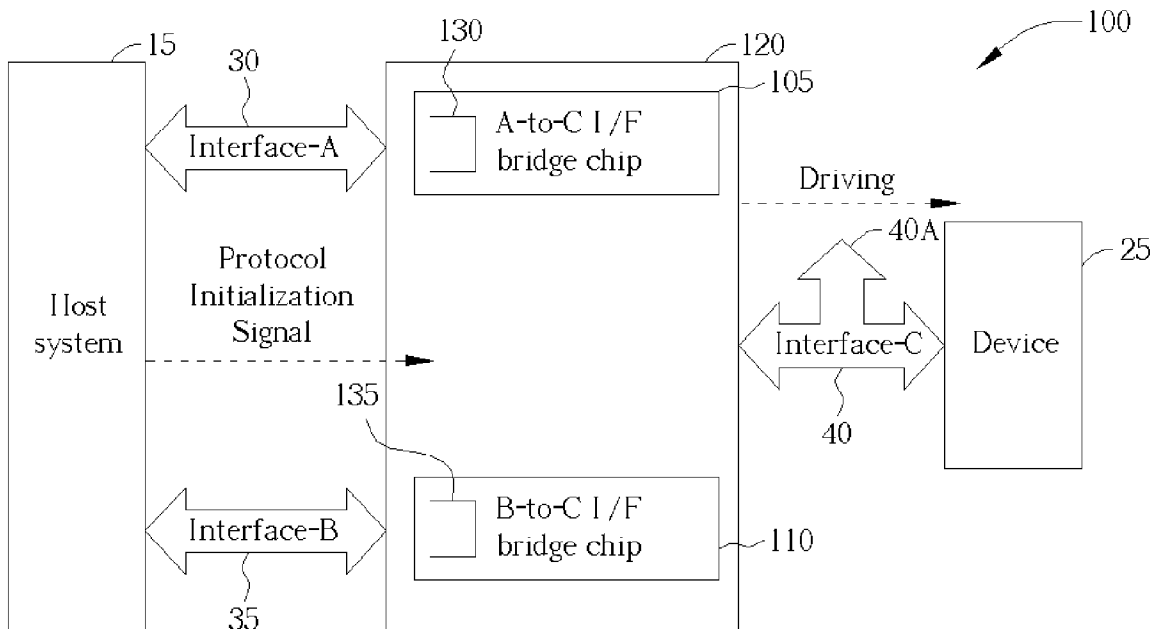 100
15
120
30
130
105
Interface-A
A-to-C I/F
bridge chip
Driving
40A
25
Protocol
Initialization
Signal
Host
system
Interface-C
Device
135
40
Interface-B
B-to-C I/F
bridge chip
110
35